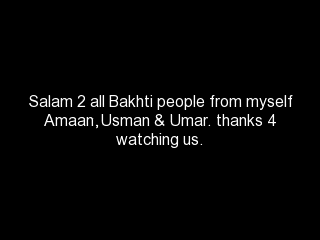 Salam 2 all Bakhti people from myself
Amaan,Usman & Umar. thanks 4
watching us.